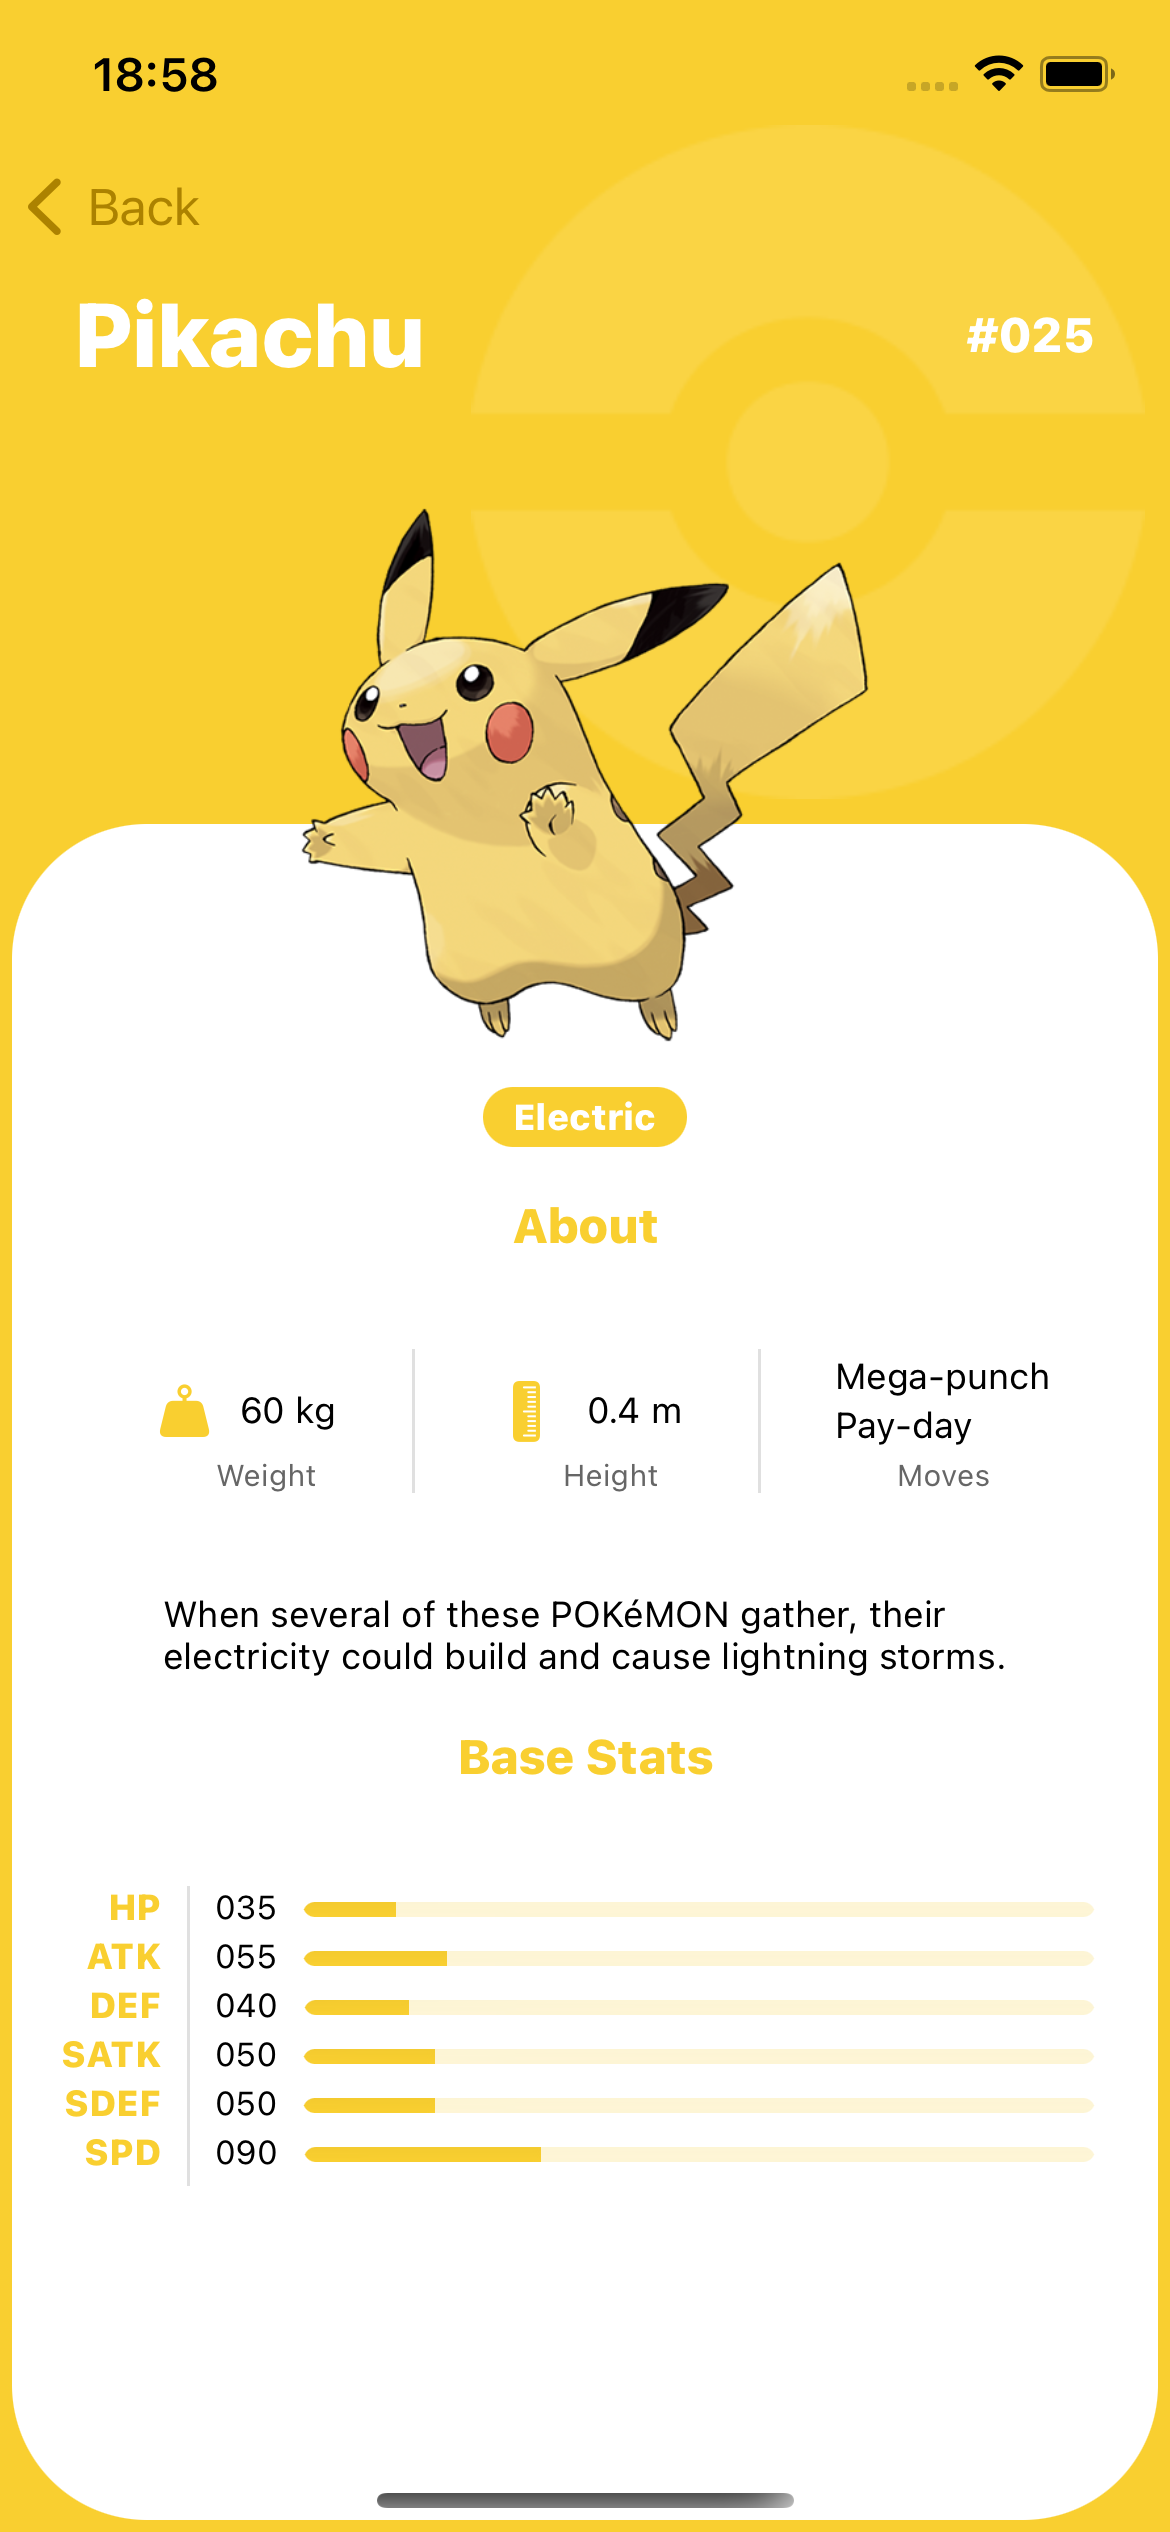 18:58
Back
Pikachu
#025
Electric
About
60 kg
Weight
0.4 m
Height
Mega-punch
Pay-day
Moves
When several of these POKéMON gather, their
electricity could build and cause lightning storms.
Base Stats
HP 035
ATK 055
DEF 040
SATK 050
SDEF 050
SPD 090